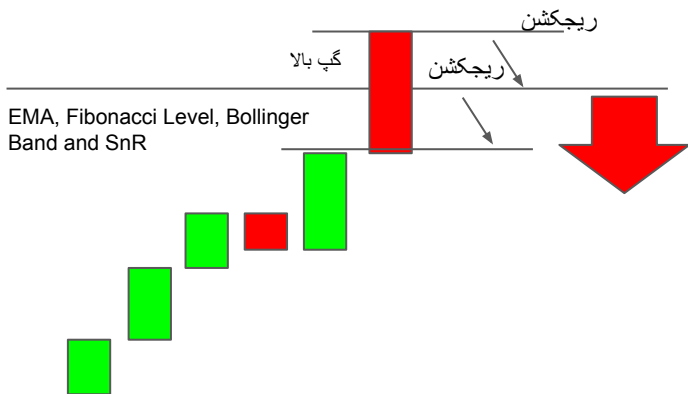 ریجکشن
گپ بالا
ریجکشن
EMA, Fibonacci Level, Bollinger
Band and SnR